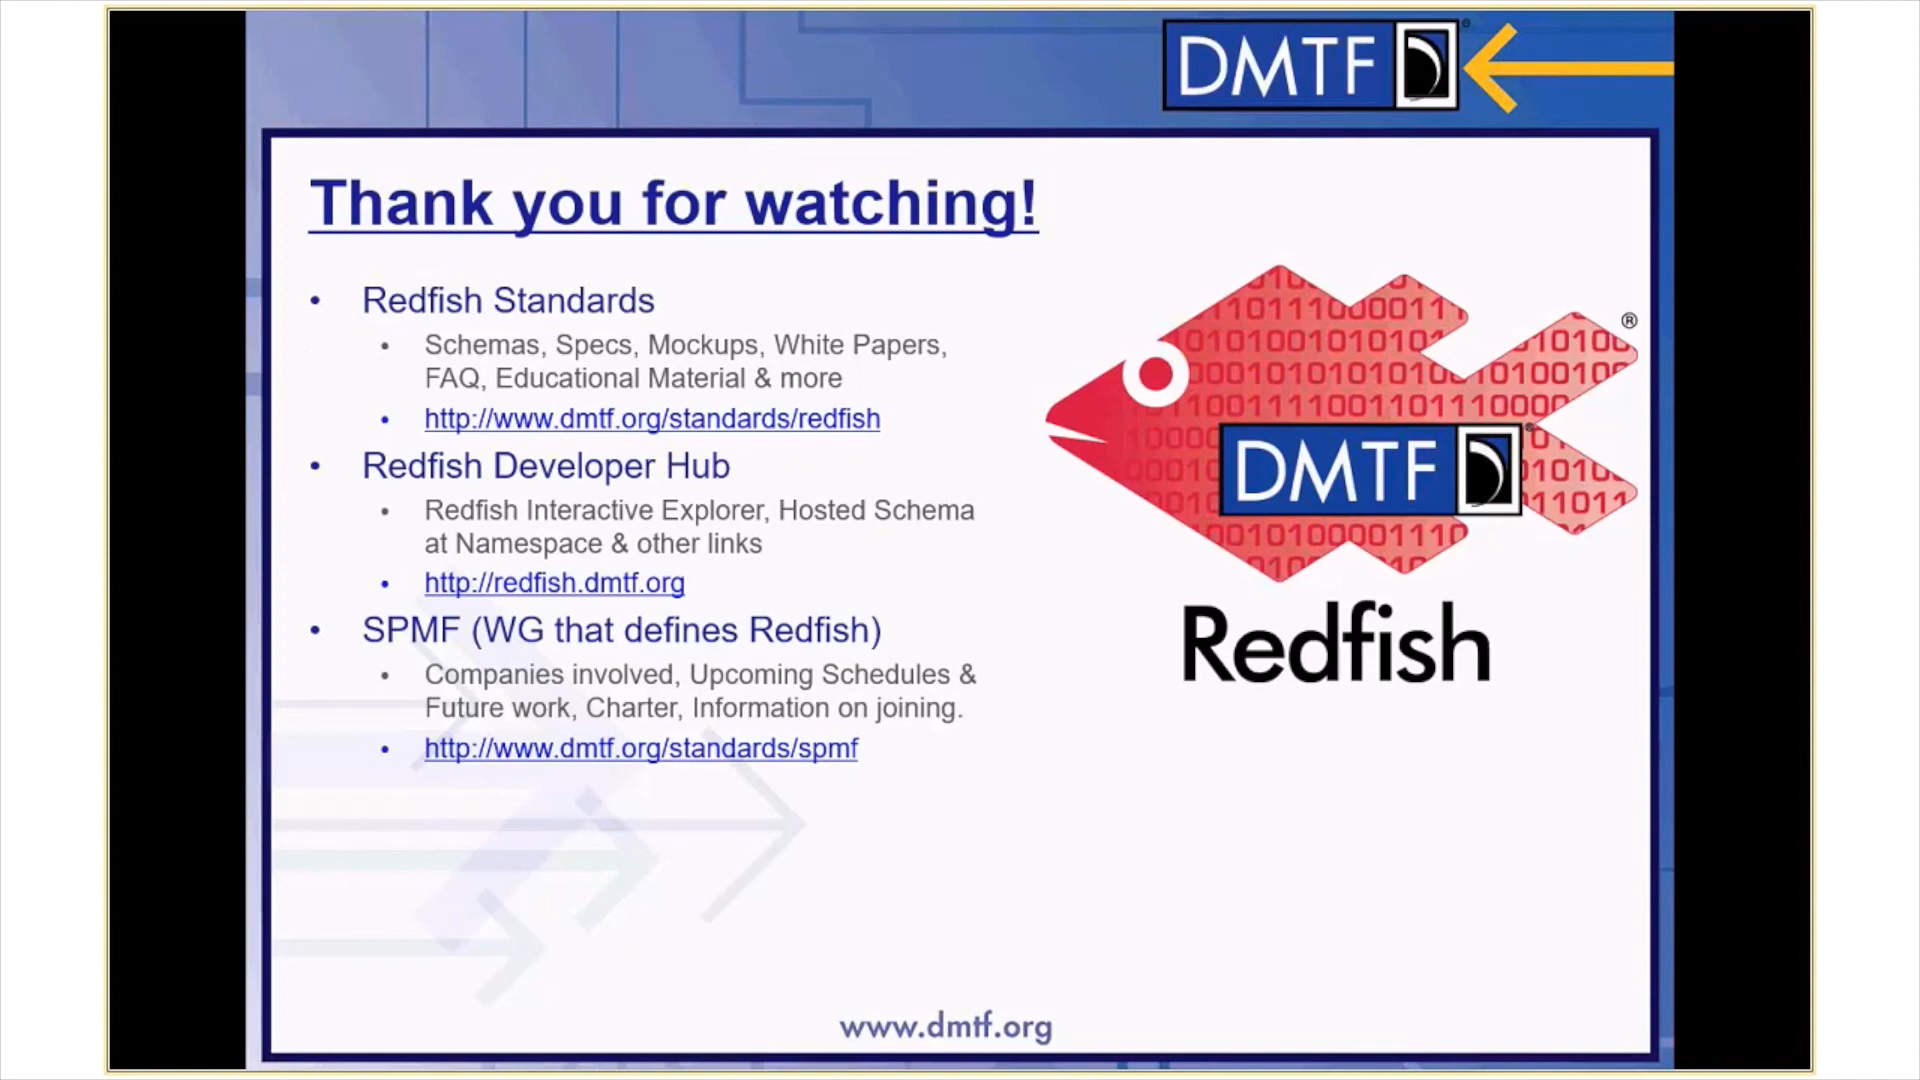 DMTF
Thank you for watching!
• Redfish Standards
• Schemas, Specs, Mockups, White Papers,
FAQ, Educational Material & more
• http://www.dmtf.org/standards/redfish
• Redfish Developer Hub
• Redfish Interactive Explorer, Hosted Schema
at Namespace & other links
• http://redfish.dmtf.org
• SPMF (WG that defines Redfish)
• Companies involved, Upcoming Schedules &
Future work, Charter, Information on joining.
• http://www.dmtf.org/standards/spmf
®
DMTF
Redfish
www.dmtf.org